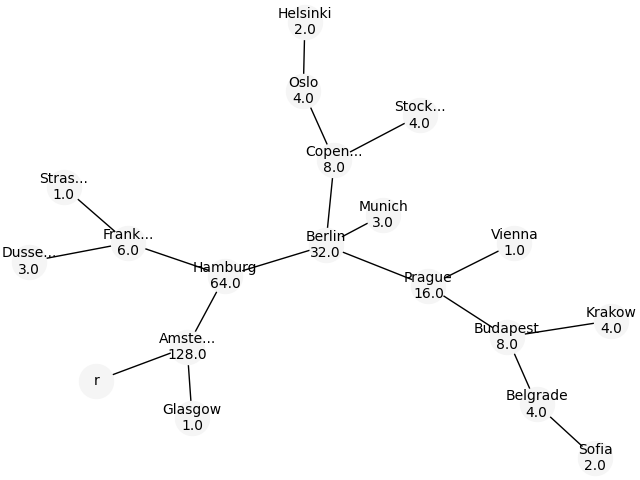 Helsinki
2.0
Oslo
4.0
Stock...
4.0
Copen...
8.0
Stras...
1.0
Munich
3.0
Frank...
6.0
Vienna
1.0
Berlin
32.0
Dusse...
3.0
Hamburg
64.0
Prague
16.0
Krakow
4.0
Budapest
8.0
Amste...
128.0
r
Belgrade
4.0
Glasgow
1.0
Sofia
2.0